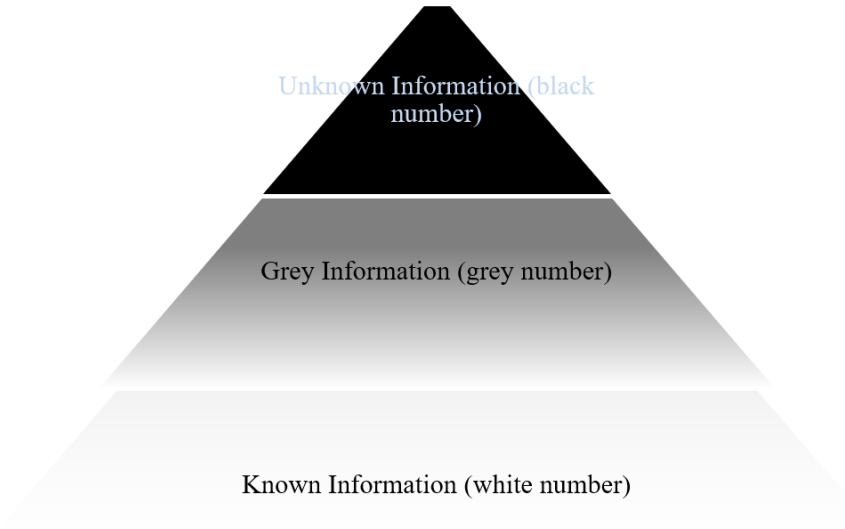 Unknown Information (black
number)
Grey Information (grey number)
Known Information (white number)